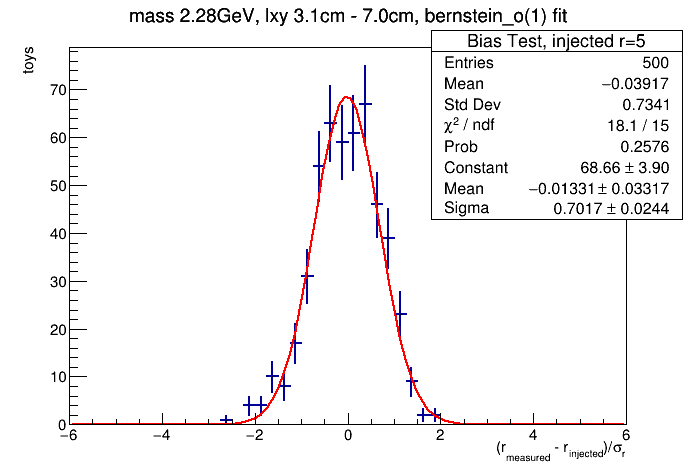 mass 2.28GeV, lxy 3.1cm - 7.0cm, bernstein_o(1) fit
toys
Bias Test, injected r=5
Entries 500
Mean −0.03917
Std Dev 0.7341
χ² / ndf 18.1 / 15
Prob 0.2576
Constant 68.66 ± 3.90
Mean −0.01331 ± 0.03317
Sigma 0.7017 ± 0.0244
70
60
50
40
30
20
10
0
−6 −4 −2 0 2 4 6
(r_measured - r_injected)/σ_r